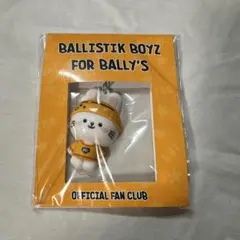 BALLISTIK BOYZ
FOR BALLY'S
OFFICIAL FAN CLUB